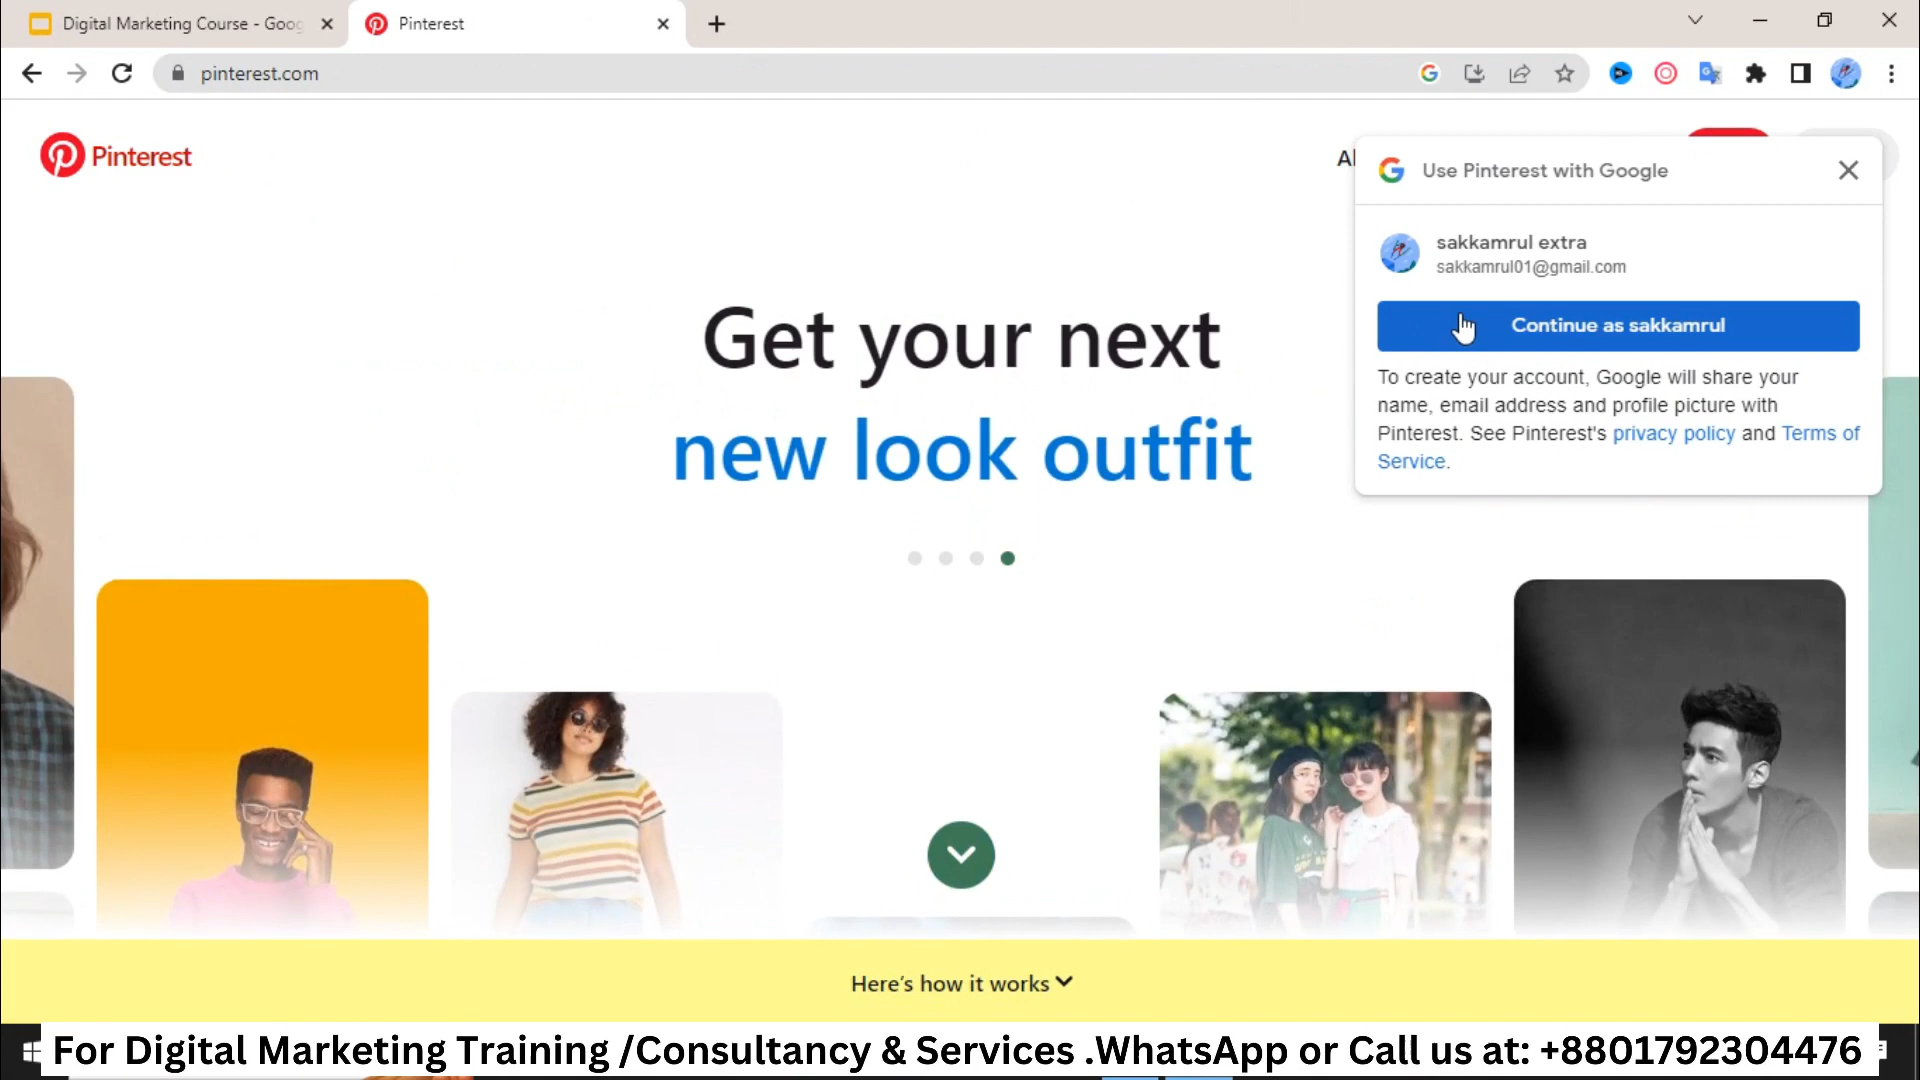 Digital Marketing Course - Goog
Pinterest
pinterest.com
Pinterest
Use Pinterest with Google
sakkamrul extra
sakkamrul01@gmail.com
Continue as sakkamrul
To create your account, Google will share your
name, email address and profile picture with
Pinterest. See Pinterest's privacy policy and Terms of
Service.
Get your next
new look outfit
Here's how it works
For Digital Marketing Training /Consultancy & Services .WhatsApp or Call us at: +8801792304476